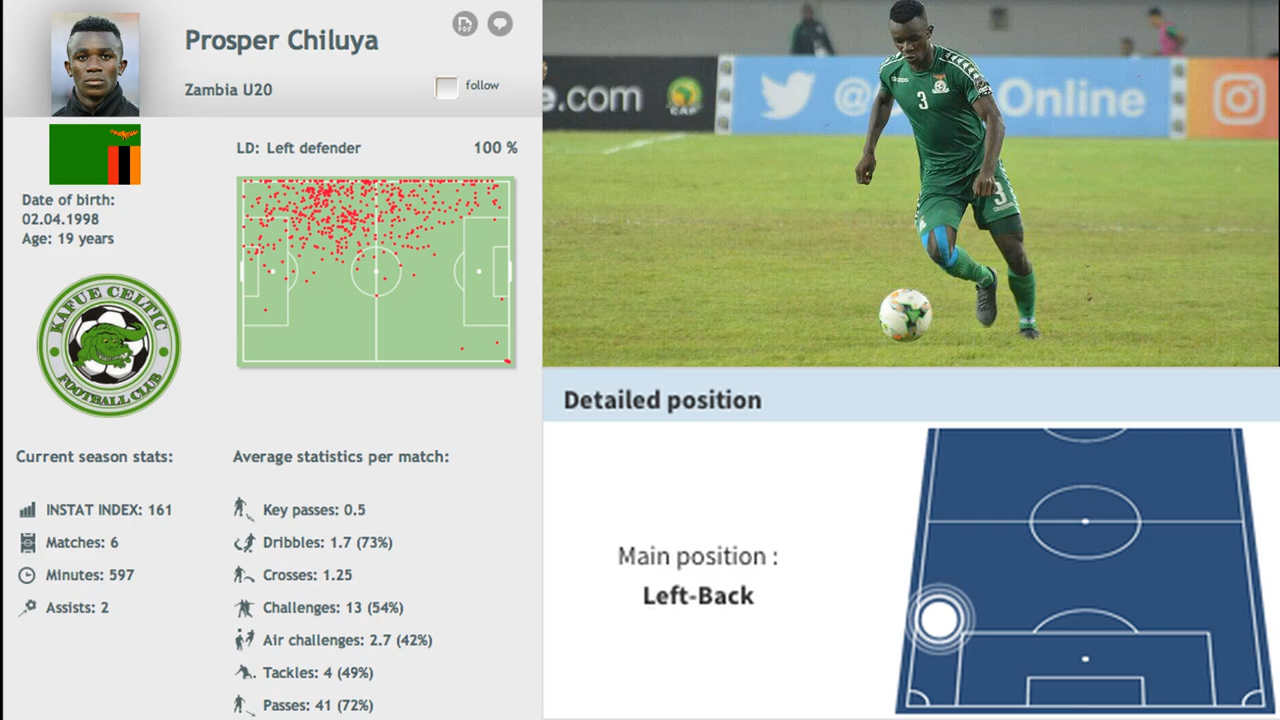 Prosper Chiluya
PDF
Zambia U20
follow
LD: Left defender 100 %
Date of birth:
02.04.1998
Age: 19 years
KAFUE CELTIC
FOOTBALL CLUB
Current season stats:
INSTAT INDEX: 161
Matches: 6
Minutes: 597
Assists: 2
Average statistics per match:
Key passes: 0.5
Dribbles: 1.7 (73%)
Crosses: 1.25
Challenges: 13 (54%)
Air challenges: 2.7 (42%)
Tackles: 4 (49%)
Passes: 41 (72%)
e.com
CAF
@
Online
3
3
Detailed position
Main position :
Left-Back